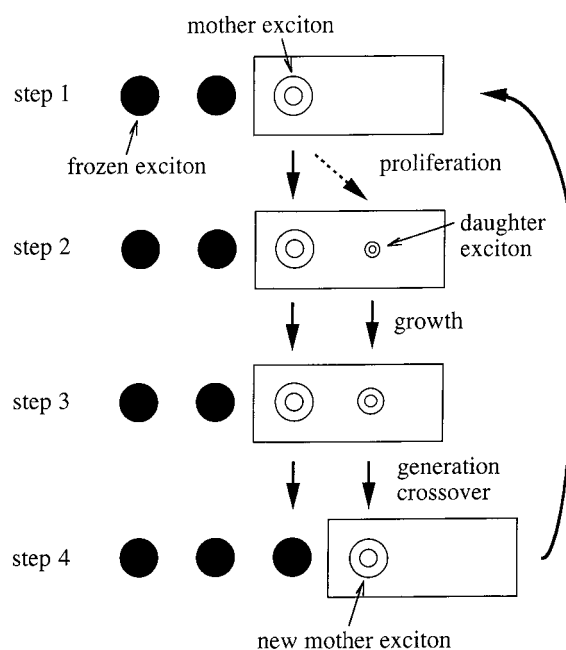 mother exciton
step 1
frozen exciton
proliferation
step 2
daughter
exciton
growth
step 3
generation
crossover
step 4
new mother exciton